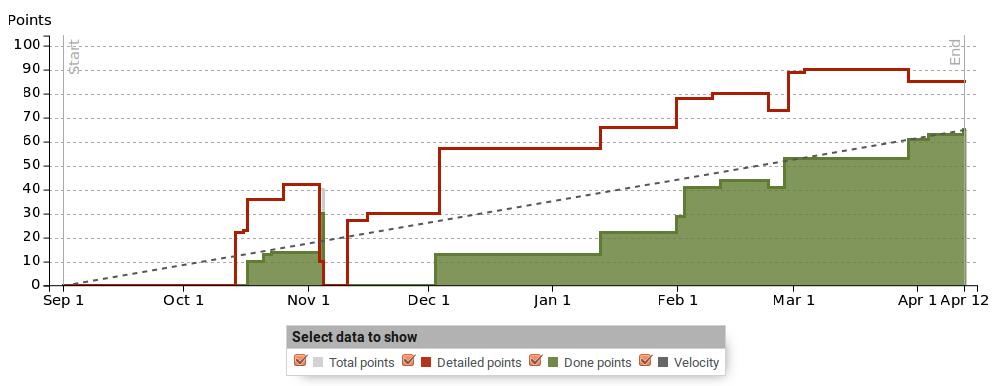 Points
100
90
80
70
60
50
40
30
20
10
0
Start
End
Sep 1 Oct 1 Nov 1 Dec 1 Jan 1 Feb 1 Mar 1 Apr 1 Apr 12
Select data to show
Total points Detailed points Done points Velocity